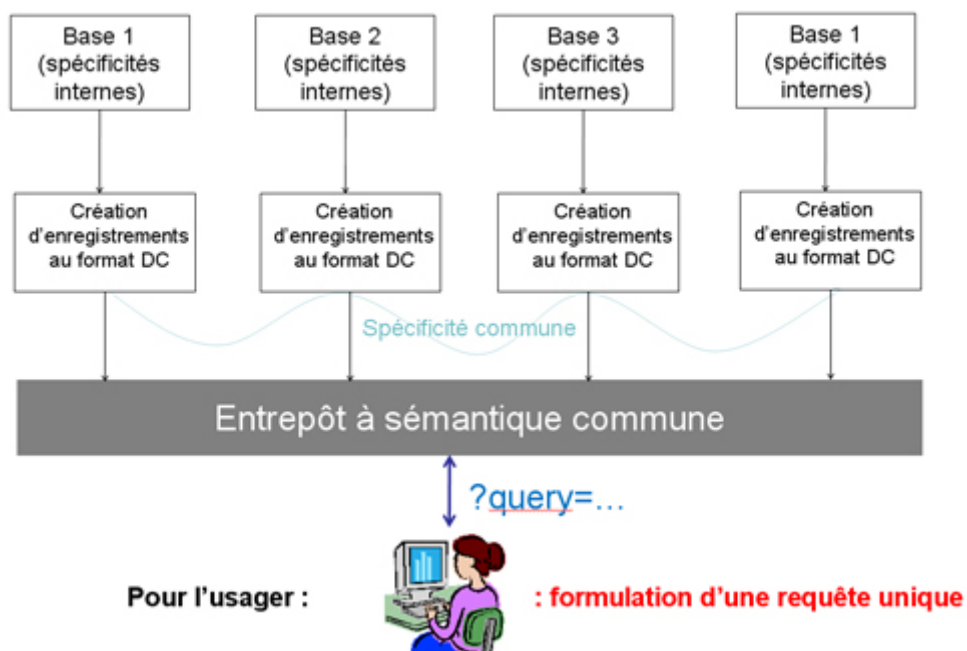 Base 1
(spécificités
internes)
Base 2
(spécificités
internes)
Base 3
(spécificités
internes)
Base 1
(spécificités
internes)
Création
d'enregistrements
au format DC
Création
d'enregistrements
au format DC
Création
d'enregistrements
au format DC
Création
d'enregistrements
au format DC
Spécificité commune
Entrepôt à sémantique commune
?query=...
Pour l'usager :
: formulation d'une requête unique